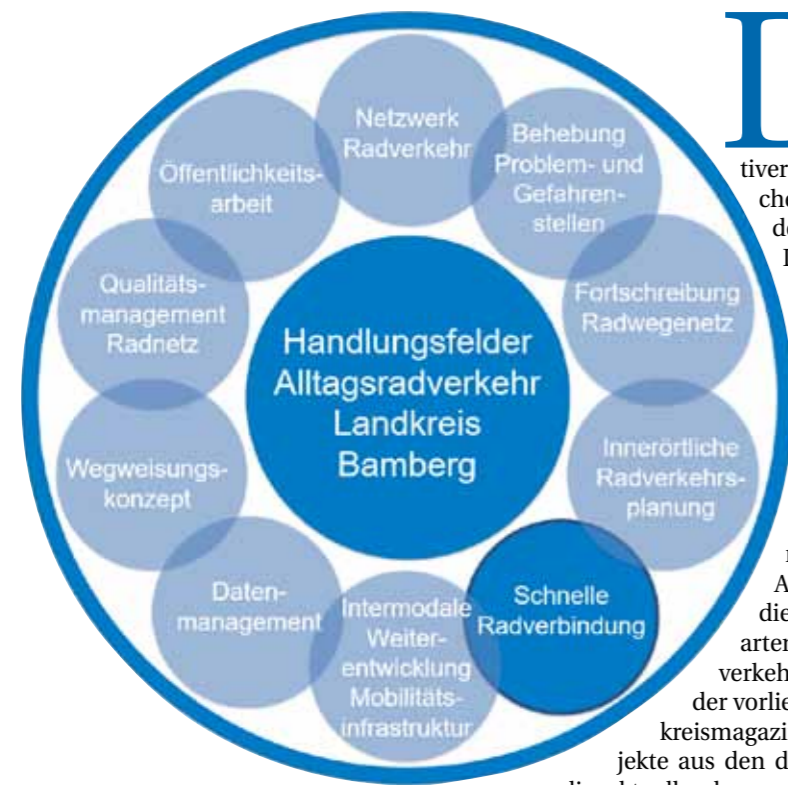 Netzwerk
Radverkehr
Behebung
Problem- und
Gefahren-
stellen
Fortschreibung
Radwegenetz
Innerörtliche
Radverkehrs-
planung
Schnelle
Radverbindung
Intermodale
Weiter-
entwicklung
Mobilitäts-
infrastruktur
Daten-
management
Wegweisungs-
konzept
Qualitäts-
management
Radnetz
Öffentlichkeits-
arbeit
Handlungsfelder
Alltagsradverkehr
Landkreis
Bamberg
tiver
che
de
A
die
arter
verkeh
der vorlie
kreismagazi
jekte aus den d